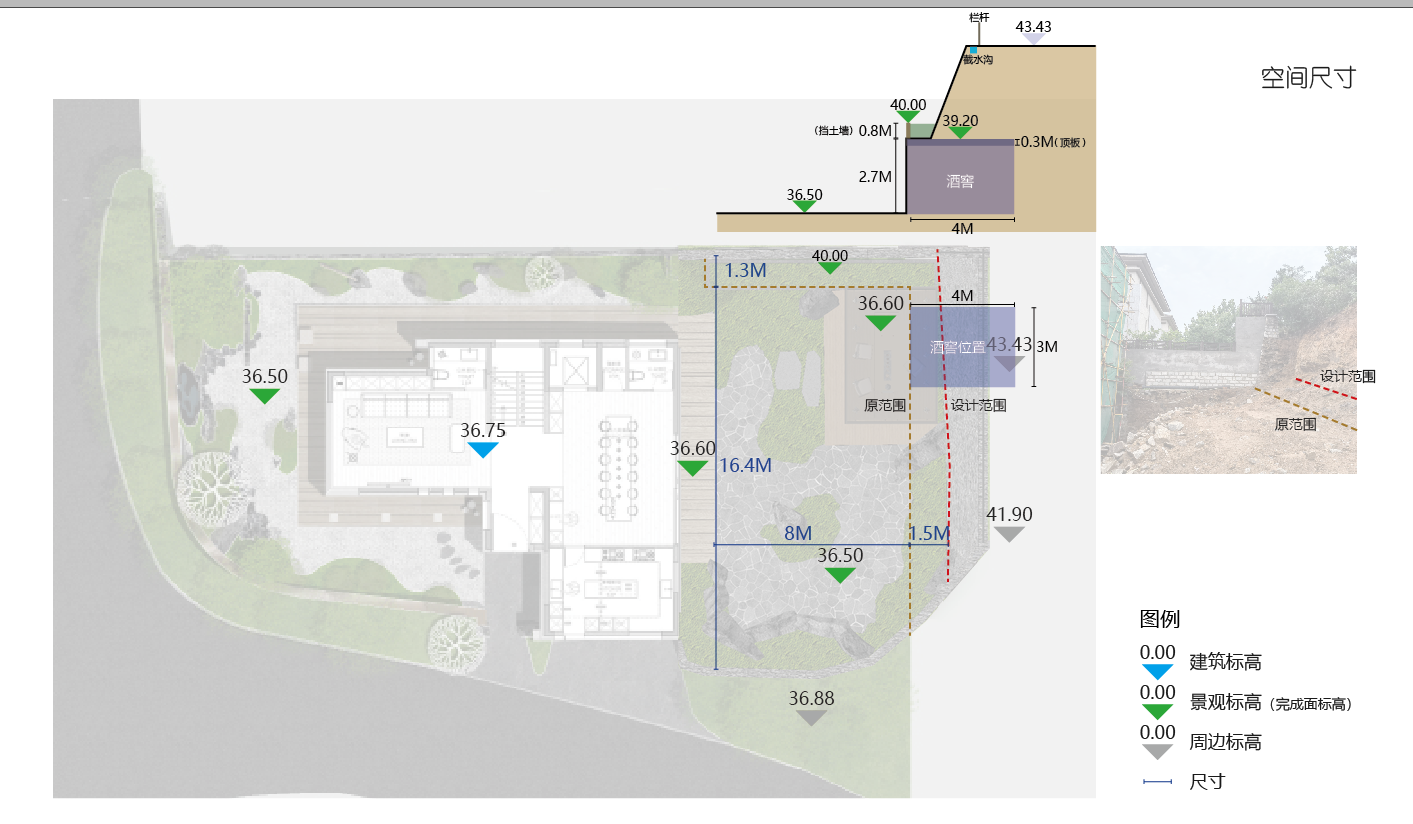 栏杆
43.43
截水沟
空间尺寸
40.00
39.20
(挡土墙) 0.8M
0.3M(顶板)
2.7M
酒窖
36.50
4M
40.00
1.3M
4M
36.60
酒窖位置
43.43
3M
36.50
原范围
设计范围
设计范围
原范围
36.75
36.60
16.4M
41.90
8M
1.5M
36.50
36.88
图例
0.00
建筑标高
0.00
景观标高(完成面标高)
0.00
周边标高
尺寸